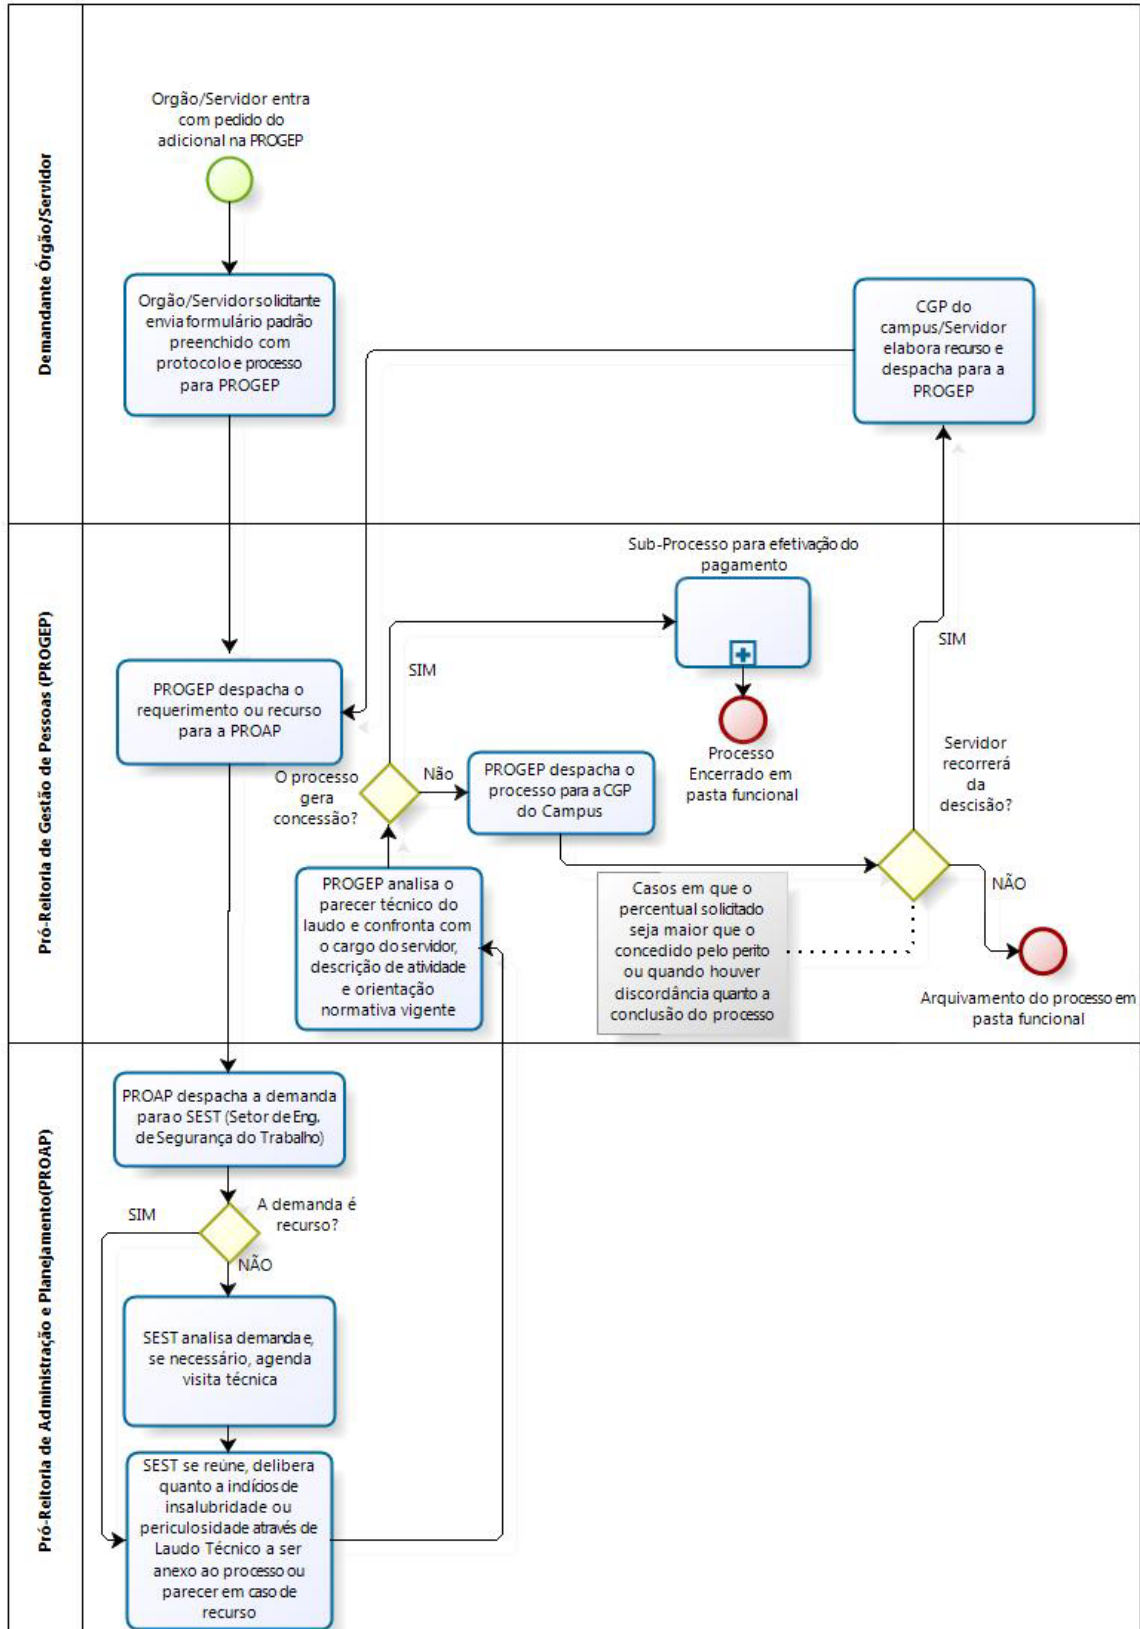 Demandante Órgão/Servidor
Orgão/Servidor entra
com pedido do
adicional na PROGEP
Orgão/Servidor solicitante
envia formulário padrão
preenchido com
protocolo e processo
para PROGEP
CGP do
campus/Servidor
elabora recurso e
despacha para a
PROGEP
Pró-Reitoria de Gestão de Pessoas (PROGEP)
Sub-Processo para efetivação do
pagamento
SIM
SIM
PROGEP despacha o
requerimento ou recurso
para a PROAP
Processo
Encerrado em
pasta funcional
O processo
gera
concessão?
Não
PROGEP despacha o
processo para a CGP
do Campus
Servidor
recorrerá
da
descisão?
NÃO
PROGEP analisa o
parecer técnico do
laudo e confronta com
o cargo do servidor,
descrição de atividade
e orientação
normativa vigente
Casos em que o
percentual solicitado
seja maior que o
concedido pelo perito
ou quando houver
discordância quanto a
conclusão do processo
Arquivamento do processo em
pasta funcional
Pró-Reitoria de Administração e Planejamento(PROAP)
PROAP despacha a demanda
para o SEST (Setor de Eng.
de Segurança do Trabalho)
SIM
A demanda é
recurso?
NÃO
SEST analisa demanda e,
se necessário, agenda
visita técnica
SEST se reúne, delibera
quanto a indícios de
insalubridade ou
periculosidade através de
Laudo Técnico a ser
anexo ao processo ou
parecer em caso de
recurso